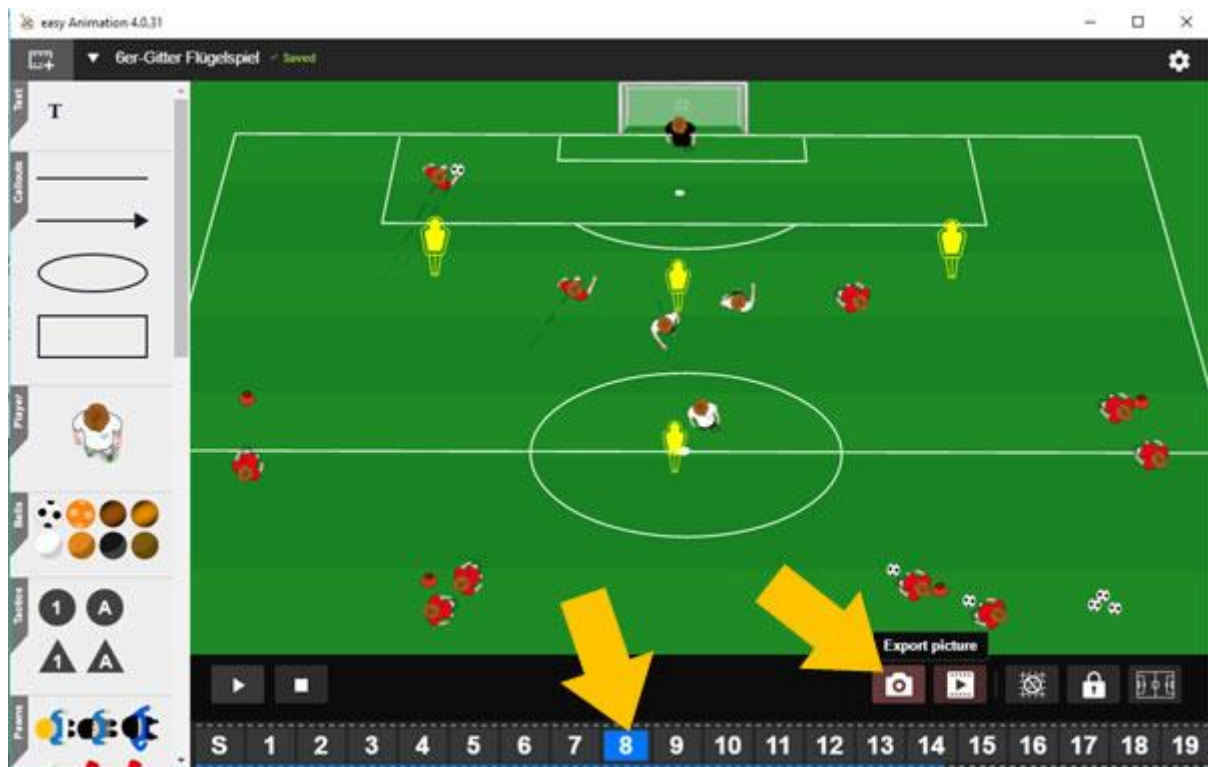 easy Animation 4.0.31
6er-Gitter Flügelspiel ✓ Saved
Text
T
Callouts
Player
Balls
Tactics
1 A
1 A
Pawns
Export picture
S 1 2 3 4 5 6 7 8 9 10 11 12 13 14 15 16 17 18 19